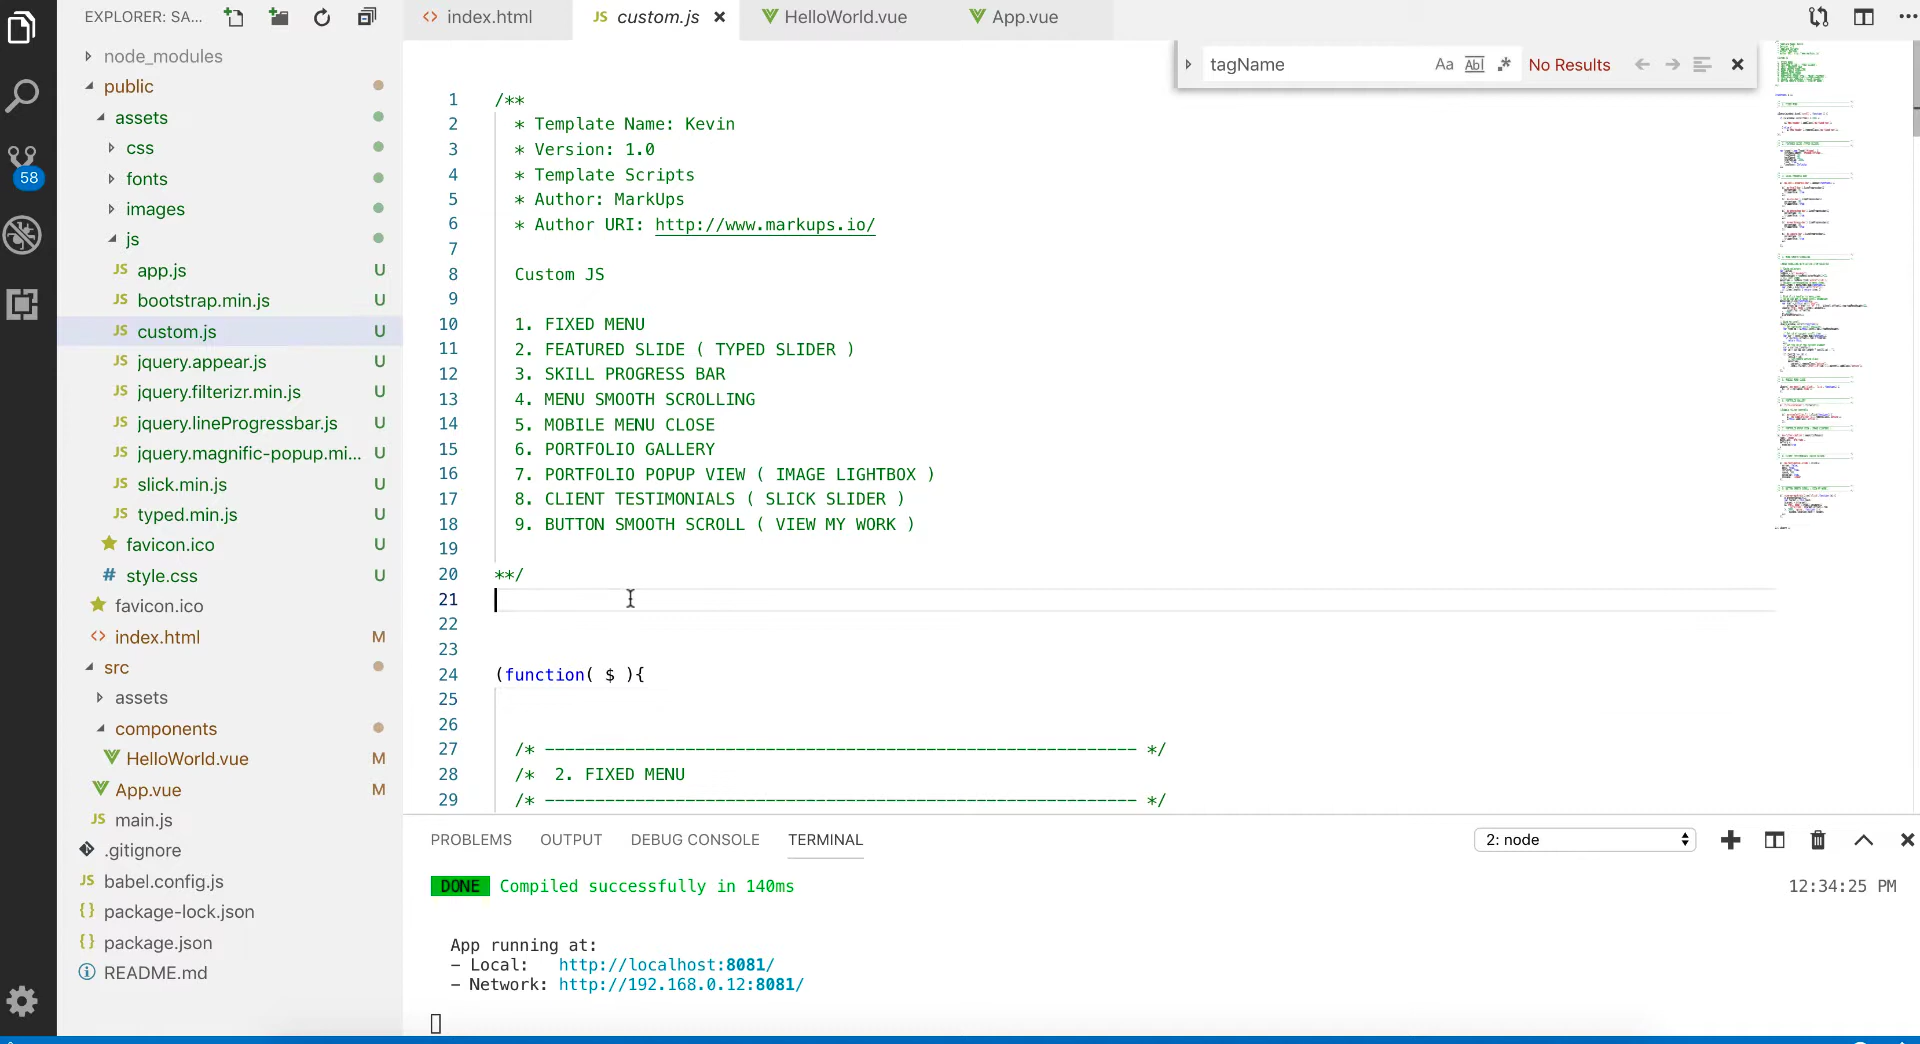 EXPLORER: SA...
node_modules
public
assets
css
fonts
images
js
JS app.js U
JS bootstrap.min.js U
JS custom.js U
JS jquery.appear.js U
JS jquery.filterizr.min.js U
JS jquery.lineProgressbar.js U
JS jquery.magnific-popup.mi... U
JS slick.min.js U
JS typed.min.js U
favicon.ico U
# style.css U
favicon.ico
<> index.html M
src
assets
components
HelloWorld.vue M
App.vue M
JS main.js
.gitignore
JS babel.config.js
{} package-lock.json
{} package.json
README.md
58
<> index.html
JS custom.js
HelloWorld.vue
App.vue
tagName Aa Abl .* No Results
1 /**
2 * Template Name: Kevin
3 * Version: 1.0
4 * Template Scripts
5 * Author: MarkUps
6 * Author URI: http://www.markups.io/
7
8 Custom JS
9
10 1. FIXED MENU
11 2. FEATURED SLIDE ( TYPED SLIDER )
12 3. SKILL PROGRESS BAR
13 4. MENU SMOOTH SCROLLING
14 5. MOBILE MENU CLOSE
15 6. PORTFOLIO GALLERY
16 7. PORTFOLIO POPUP VIEW ( IMAGE LIGHTBOX )
17 8. CLIENT TESTIMONIALS ( SLICK SLIDER )
18 9. BUTTON SMOOTH SCROLL ( VIEW MY WORK )
19
20 **/
21
22
23
24 (function( $ ){
25
26
27 /* ----------------------------------------------------------- */
28 /* 2. FIXED MENU
29 /* ----------------------------------------------------------- */
PROBLEMS OUTPUT DEBUG CONSOLE TERMINAL
2: node
DONE Compiled successfully in 140ms 12:34:25 PM
App running at:
- Local: http://localhost:8081/
- Network: http://192.168.0.12:8081/